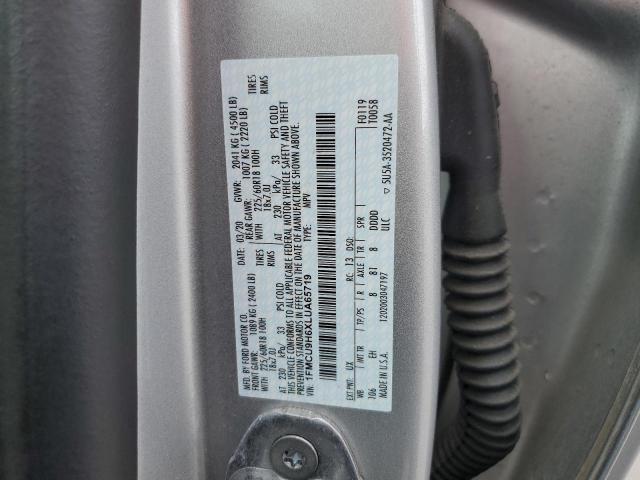 MFD. BY FORD MOTOR CO.
DATE: 03/20 GVWR: 2041 KG ( 4500 LB)
FRONT GAWR: 1089 KG ( 2400 LB) REAR GAWR: 1007 KG ( 2220 LB)
WITH 225/60R18 100H TIRES WITH 225/60R18 100H TIRES
18x7.0J RIMS 18x7.0J RIMS
AT 230 kPa/ 33 PSI COLD AT 230 kPa/ 33 PSI COLD
THIS VEHICLE CONFORMS TO ALL APPLICABLE FEDERAL MOTOR VEHICLE SAFETY AND THEFT
PREVENTION STANDARDS IN EFFECT ON THE DATE OF MANUFACTURE SHOWN ABOVE.
VIN: 1FMCU9H6XLUA65719 TYPE: MPV
F0119
T0058
EXT PNT: UX RC: 13 DSO:
WB INT TR TP/PS R AXLE TR SPR
106 EH 8 81 8 DDDD
MADE IN U.S.A. 1202003047197 ULC
SU5A-3520472-AA